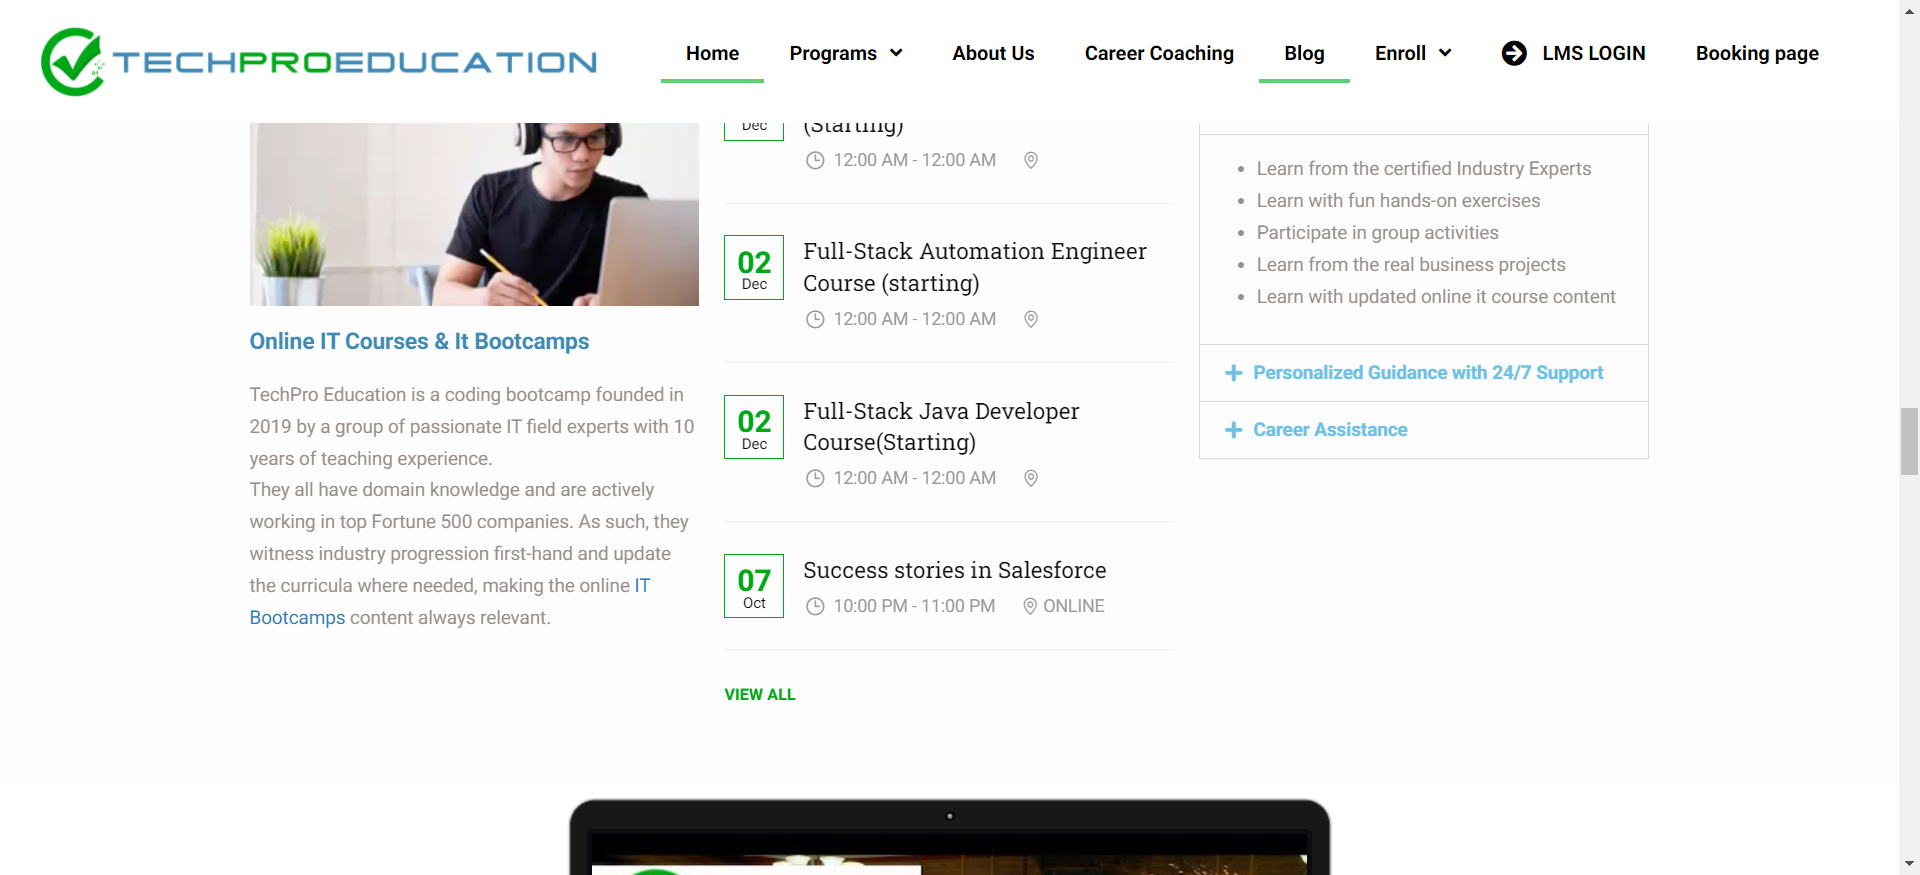 TECHPROEDUCATION
Home
Programs
About Us
Career Coaching
Blog
Enroll
LMS LOGIN
Booking page
Online IT Courses & It Bootcamps
TechPro Education is a coding bootcamp founded in
2019 by a group of passionate IT field experts with 10
years of teaching experience.
They all have domain knowledge and are actively
working in top Fortune 500 companies. As such, they
witness industry progression first-hand and update
the curricula where needed, making the online IT
Bootcamps content always relevant.
Dec
(Starting)
12:00 AM - 12:00 AM
02
Dec
Full-Stack Automation Engineer
Course (starting)
12:00 AM - 12:00 AM
02
Dec
Full-Stack Java Developer
Course(Starting)
12:00 AM - 12:00 AM
07
Oct
Success stories in Salesforce
10:00 PM - 11:00 PM
ONLINE
VIEW ALL
Learn from the certified Industry Experts
Learn with fun hands-on exercises
Participate in group activities
Learn from the real business projects
Learn with updated online it course content
Personalized Guidance with 24/7 Support
Career Assistance